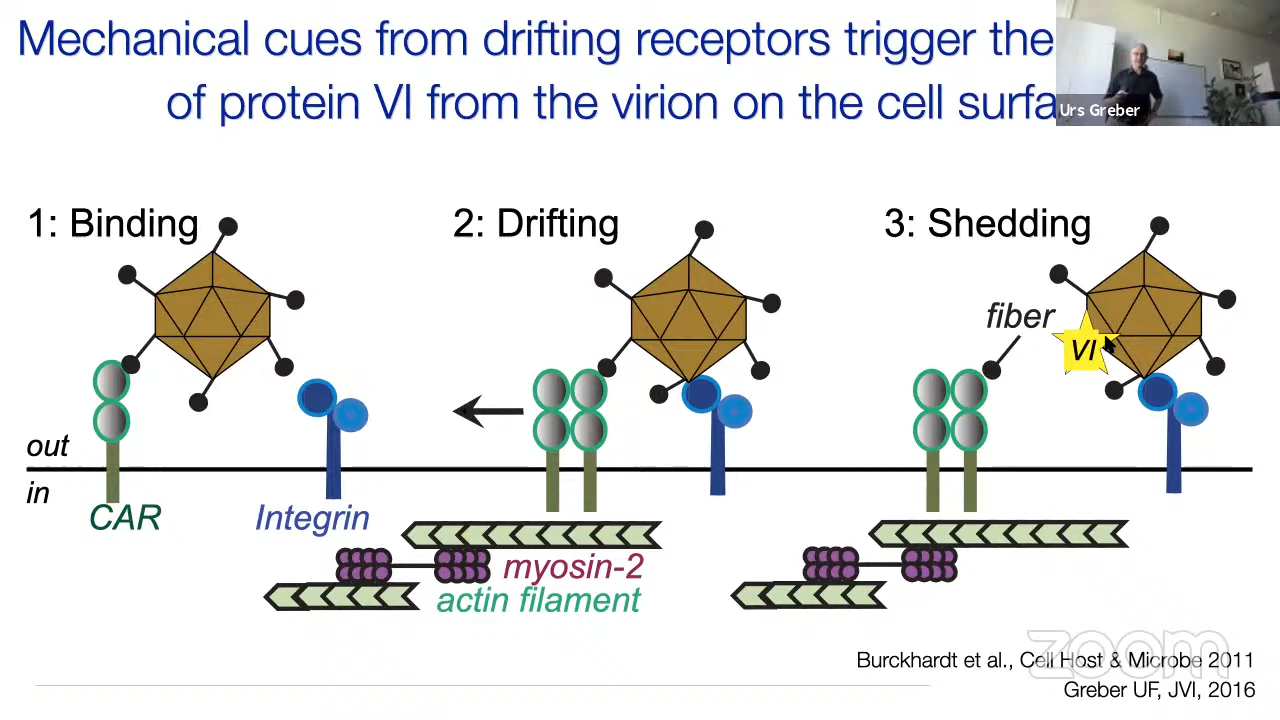 Mechanical cues from drifting receptors trigger the
of protein VI from the virion on the cell surfa
Urs Greber
1: Binding
2: Drifting
3: Shedding
fiber
VI
out
in
CAR
Integrin
myosin-2
actin filament
zoom
Burckhardt et al., Cell Host & Microbe 2011
Greber UF, JVI, 2016